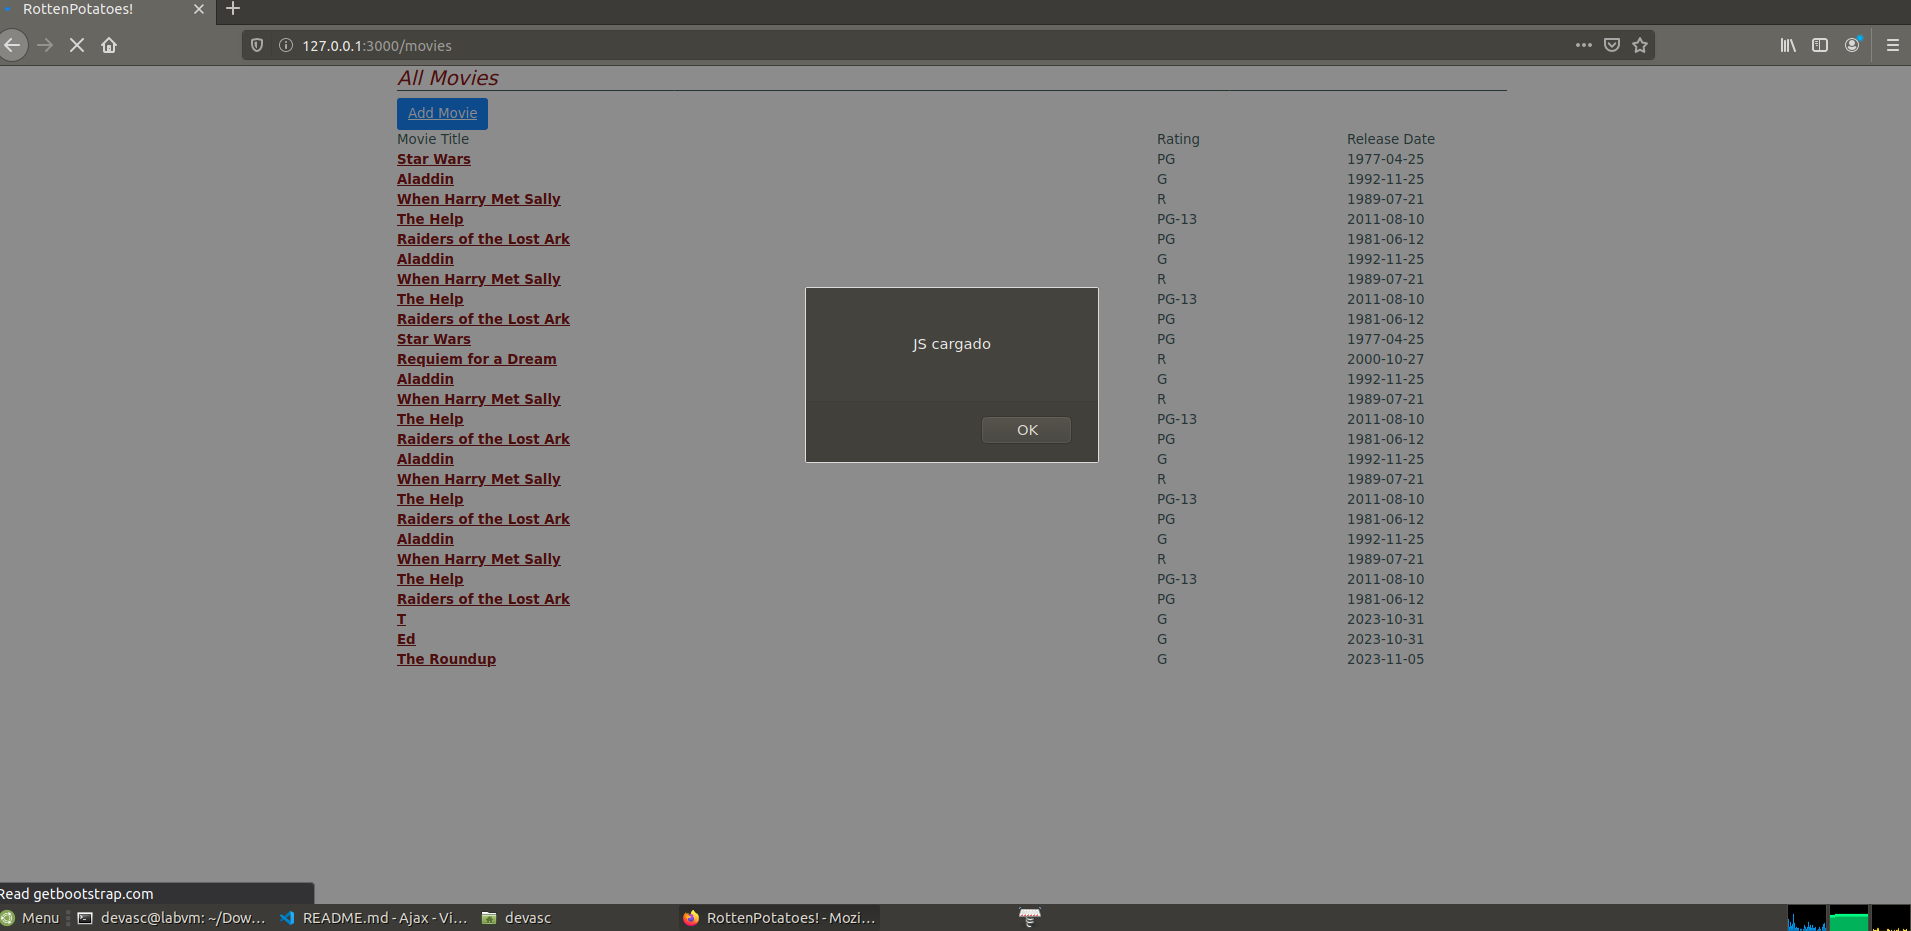 RottenPotatoes!
127.0.0.1:3000/movies
All Movies
Add Movie
Movie Title Rating Release Date
Star Wars PG 1977-04-25
Aladdin G 1992-11-25
When Harry Met Sally R 1989-07-21
The Help PG-13 2011-08-10
Raiders of the Lost Ark PG 1981-06-12
Aladdin G 1992-11-25
When Harry Met Sally R 1989-07-21
The Help PG-13 2011-08-10
Raiders of the Lost Ark PG 1981-06-12
Star Wars PG 1977-04-25
Requiem for a Dream R 2000-10-27
Aladdin G 1992-11-25
When Harry Met Sally R 1989-07-21
The Help PG-13 2011-08-10
Raiders of the Lost Ark PG 1981-06-12
Aladdin G 1992-11-25
When Harry Met Sally R 1989-07-21
The Help PG-13 2011-08-10
Raiders of the Lost Ark PG 1981-06-12
Aladdin G 1992-11-25
When Harry Met Sally R 1989-07-21
The Help PG-13 2011-08-10
Raiders of the Lost Ark PG 1981-06-12
T G 2023-10-31
Ed G 2023-10-31
The Roundup G 2023-11-05
JS cargado
OK
Read getbootstrap.com
Menu devasc@labvm: ~/Dow... README.md - Ajax - Vi... devasc RottenPotatoes! - Mozi...